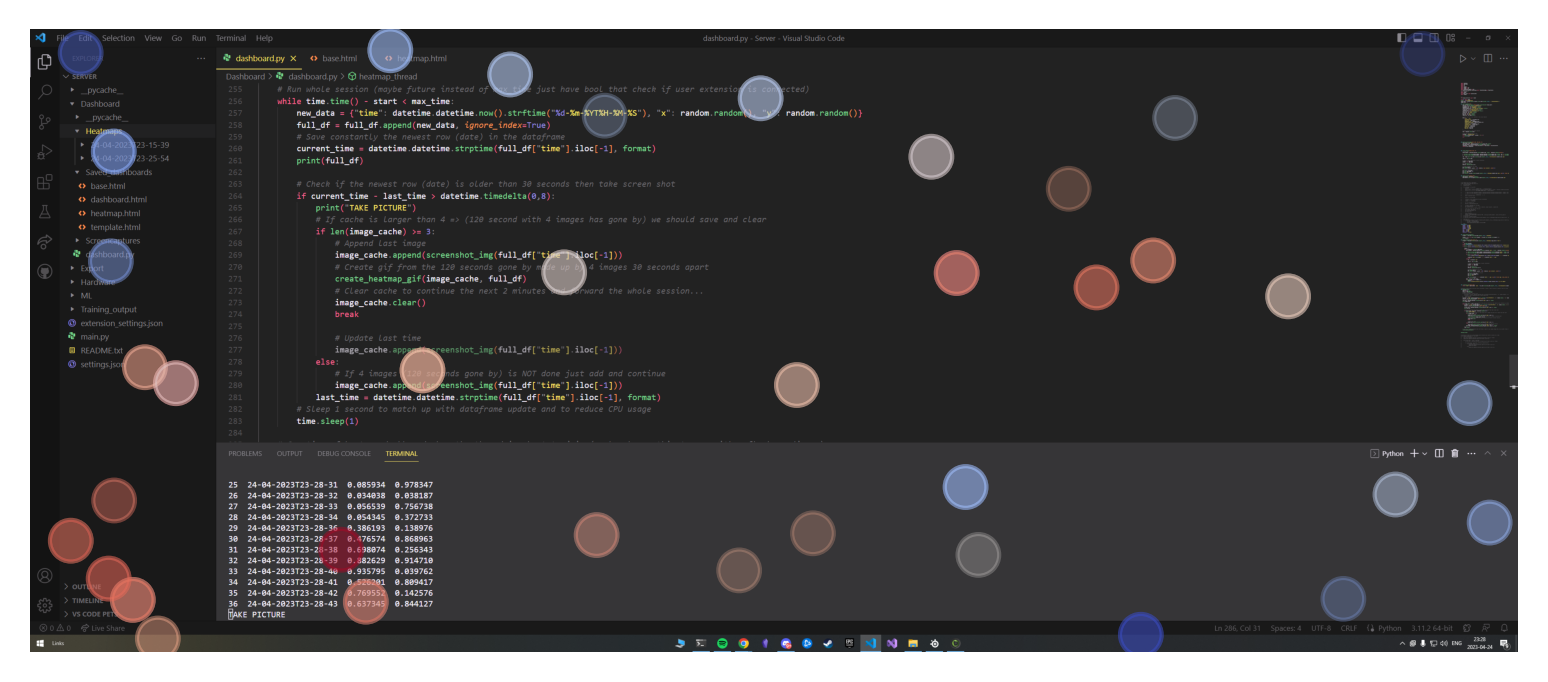 File Edit Selection View Go Run Terminal Help
dashboard.py - Server - Visual Studio Code
SERVER
__pycache__
Dashboard
__pycache__
Heatmaps
24-04-2023T23-15-39
24-04-2023T23-25-54
Saved_dashboards
base.html
dashboard.html
heatmap.html
template.html
Screencaptures
dashboard.py
Export
Hardware
ML
Training_output
extension_settings.json
main.py
README.txt
settings.json
OUTLINE
TIMELINE
VS CODE PETS
dashboard.py × base.html heatmap.html
Dashboard > dashboard.py > heatmap_thread
255 # Run whole session (maybe future instead of max time just have bool that check if user extension is connected)
256 while time.time() - start < max_time:
257 new_data = {"time": datetime.datetime.now().strftime("%d-%m-%YT%H-%M-%S"), "x": random.random(), "y": random.random()}
258 full_df = full_df.append(new_data, ignore_index=True)
259 # Save constantly the newest row (date) in the dataframe
260 current_time = datetime.datetime.strptime(full_df["time"].iloc[-1], format)
261 print(full_df)
262
263 # Check if the newest row (date) is older than 30 seconds then take screen shot
264 if current_time - last_time > datetime.timedelta(0,8):
265 print("TAKE PICTURE")
266 # If cache is larger than 4 => (120 second with 4 images has gone by) we should save and clear
267 if len(image_cache) >= 3:
268 # Append last image
269 image_cache.append(screenshot_img(full_df["time"].iloc[-1]))
270 # Create gif from the 120 seconds gone by made up by 4 images 30 seconds apart
271 create_heatmap_gif(image_cache, full_df)
272 # Clear cache to continue the next 2 minutes and forward the whole session...
273 image_cache.clear()
274 break
275
276 # Update last time
277 image_cache.append(screenshot_img(full_df["time"].iloc[-1]))
278 else:
279 # If 4 images (120 seconds gone by) is NOT done just add and continue
280 image_cache.append(screenshot_img(full_df["time"].iloc[-1]))
281 last_time = datetime.datetime.strptime(full_df["time"].iloc[-1], format)
282 # Sleep 1 second to match up with dataframe update and to reduce CPU usage
283 time.sleep(1)
284
PROBLEMS OUTPUT DEBUG CONSOLE TERMINAL
Python
25 24-04-2023T23-28-31 0.085934 0.978347
26 24-04-2023T23-28-32 0.034038 0.038187
27 24-04-2023T23-28-33 0.056539 0.756738
28 24-04-2023T23-28-34 0.054345 0.372733
29 24-04-2023T23-28-36 0.386193 0.138976
30 24-04-2023T23-28-37 0.476574 0.868963
31 24-04-2023T23-28-38 0.698074 0.256343
32 24-04-2023T23-28-39 0.882629 0.914710
33 24-04-2023T23-28-40 0.935795 0.039762
34 24-04-2023T23-28-41 0.526201 0.809417
35 24-04-2023T23-28-42 0.769552 0.142576
36 24-04-2023T23-28-43 0.637345 0.844127
TAKE PICTURE
0 0 Live Share
Ln 286, Col 31 Spaces: 4 UTF-8 CRLF Python 3.11.2 64-bit
Links
ENG
23:28
2023-04-24